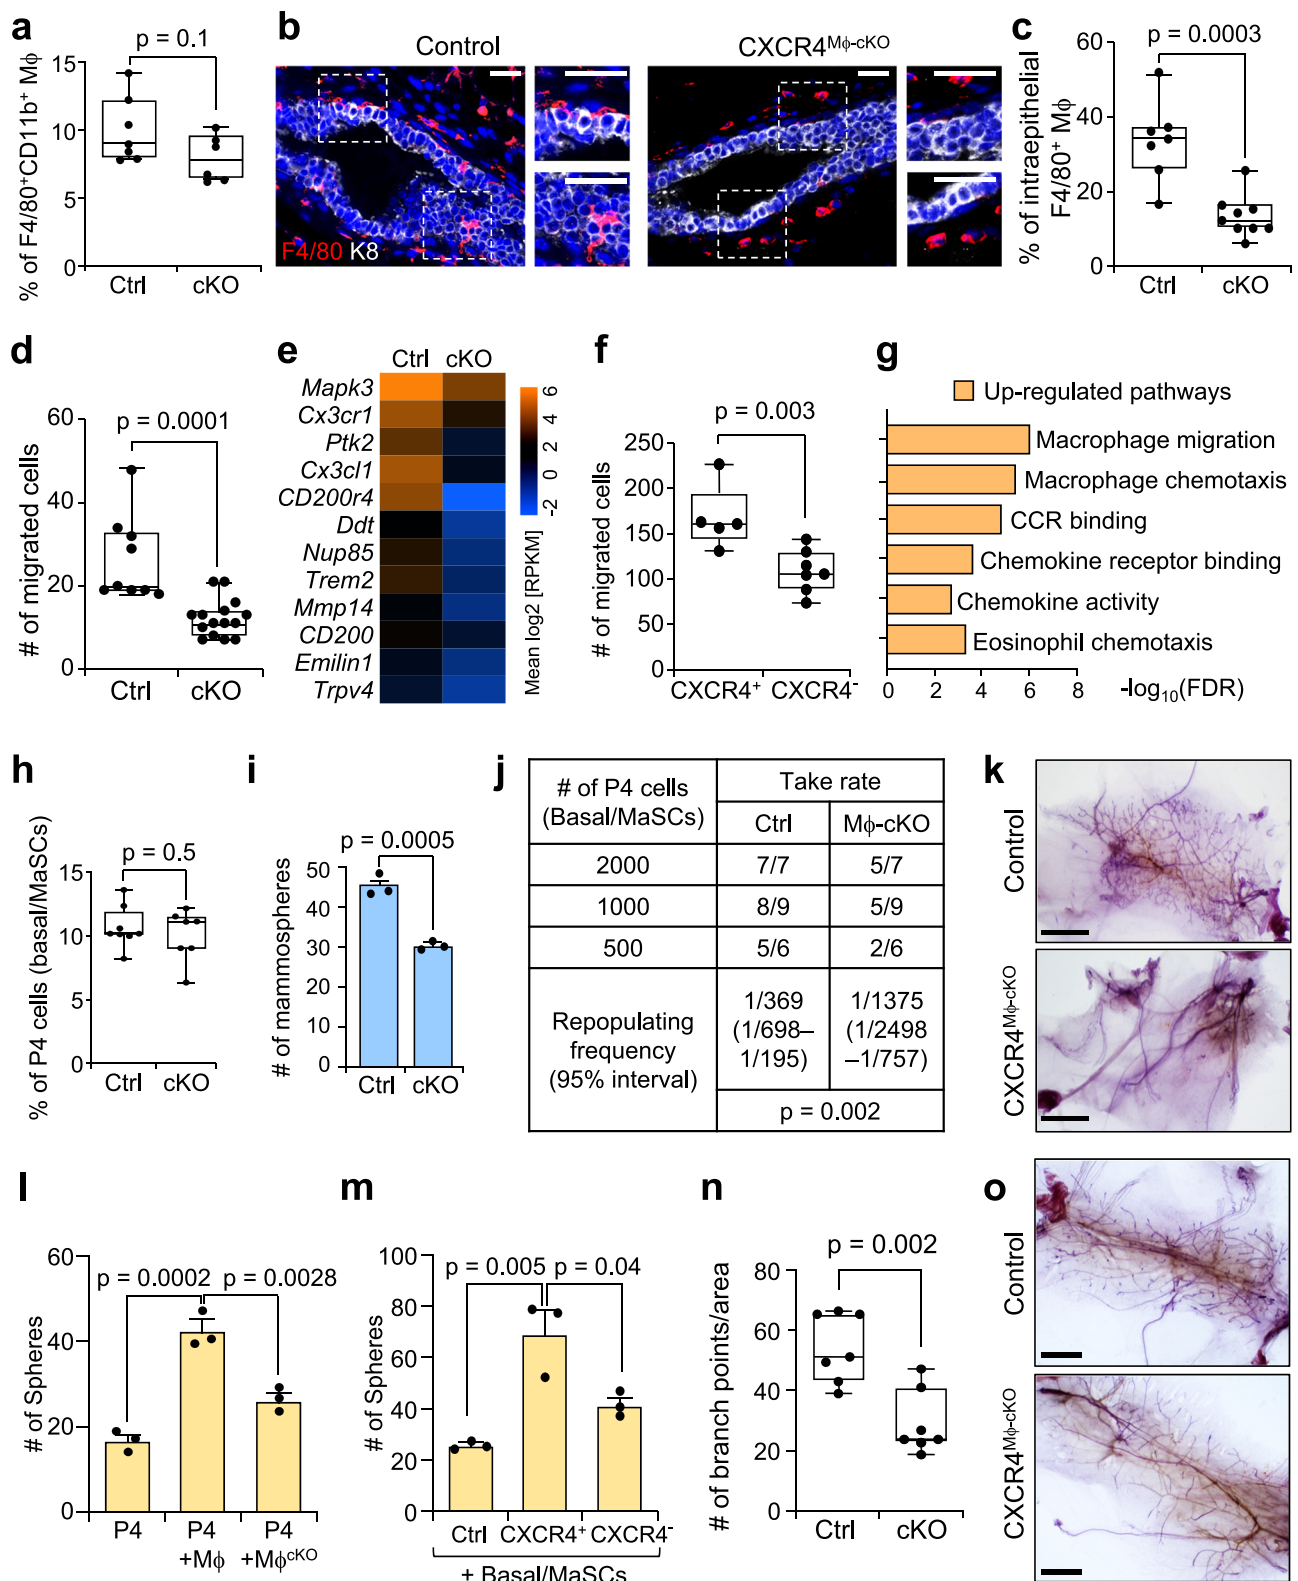 a
p = 0.1
% of F4/80⁺CD11b⁺ Mϕ
15
10
5
0
Ctrl
cKO
b
Control
CXCR4ᴹᵠ⁻ᶜᴷᴼ
F4/80 K8
c
p = 0.0003
% of intraepithelial
F4/80⁺ Mϕ
60
40
20
0
Ctrl
cKO
d
p = 0.0001
# of migrated cells
60
40
20
0
Ctrl
cKO
e
Ctrl cKO
Mapk3
Cx3cr1
Ptk2
Cx3cl1
CD200r4
Ddt
Nup85
Trem2
Mmp14
CD200
Emilin1
Trpv4
6
4
2
0
-2
Mean log2 [RPKM]
f
p = 0.003
# of migrated cells
250
200
150
100
50
0
CXCR4⁺ CXCR4⁻
g
Up-regulated pathways
Macrophage migration
Macrophage chemotaxis
CCR binding
Chemokine receptor binding
Chemokine activity
Eosinophil chemotaxis
0 2 4 6 8 -log₁₀(FDR)
h
p = 0.5
% of P4 cells (basal/MaSCs)
15
10
5
0
Ctrl
cKO
i
p = 0.0005
# of mammospheres
50
40
30
20
10
0
Ctrl
cKO
j
# of P4 cells
(Basal/MaSCs)
Take rate
Ctrl
Mϕ-cKO
2000 7/7 5/7
1000 8/9 5/9
500 5/6 2/6
Repopulating
frequency
(95% interval)
1/369
(1/698–
1/195)
1/1375
(1/2498
–1/757)
p = 0.002
k
Control
CXCR4ᴹᵠ⁻ᶜᴷᴼ
l
p = 0.0002
p = 0.0028
# of Spheres
60
40
20
0
P4
P4
+Mϕ
P4
+Mϕᶜᴷᴼ
m
p = 0.005
p = 0.04
# of Spheres
100
80
60
40
20
0
Ctrl CXCR4⁺ CXCR4⁻
+ Basal/MaSCs
n
p = 0.002
# of branch points/area
80
60
40
20
0
Ctrl
cKO
o
Control
CXCR4ᴹᵠ⁻ᶜᴷᴼ